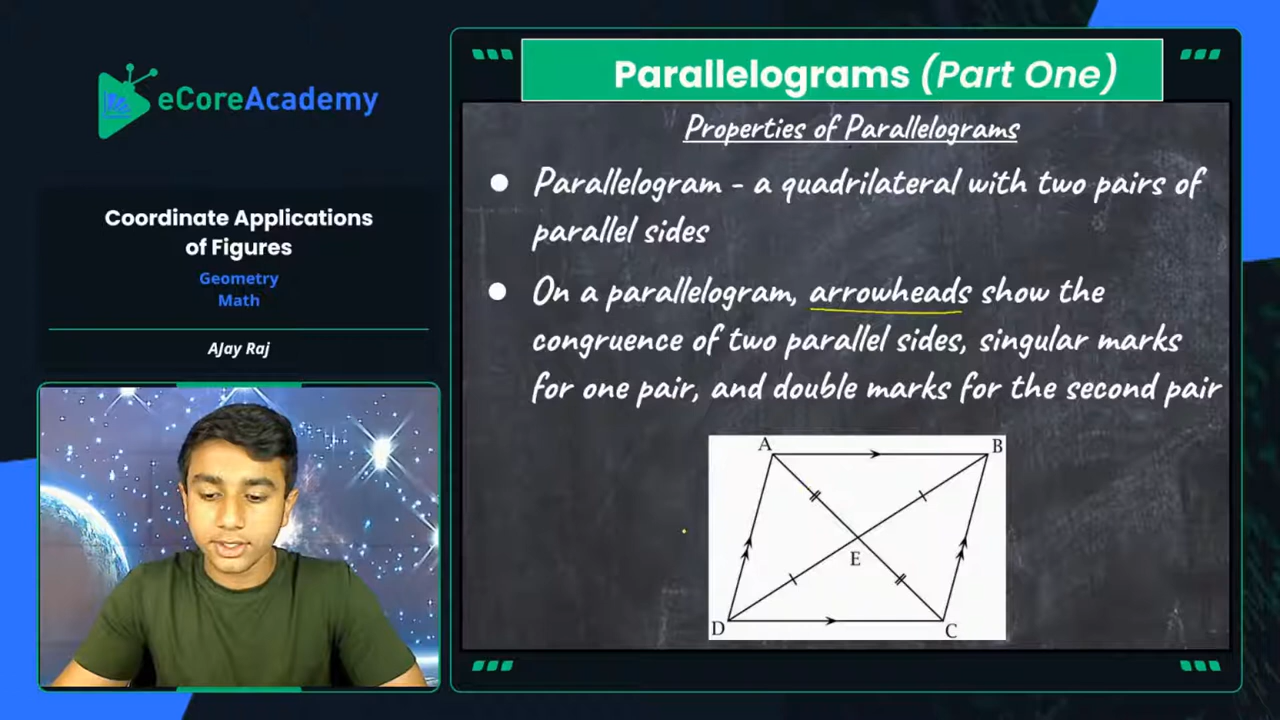 eCoreAcademy
Coordinate Applications
of Figures
Geometry
Math
AJay Raj
Parallelograms (Part One)
Properties of Parallelograms
Parallelogram - a quadrilateral with two pairs of
parallel sides
On a parallelogram, arrowheads show the
congruence of two parallel sides, singular marks
for one pair, and double marks for the second pair
A
B
E
D
C